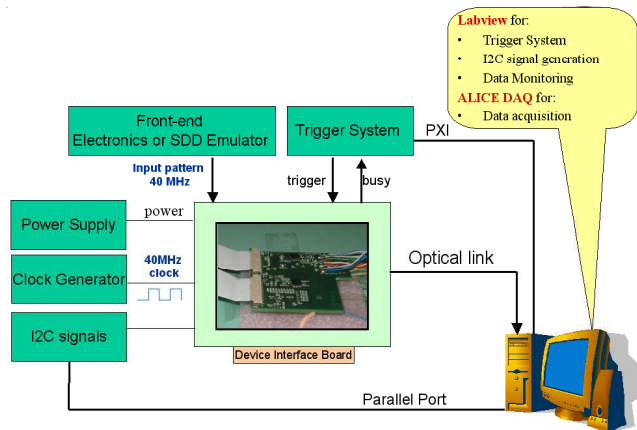 Labview for:
• Trigger System
• I2C signal generation
• Data Monitoring
ALICE DAQ for:
• Data acquisition
Front-end
Electronics or SDD Emulator
Trigger System
PXI
Input pattern
40 MHz
trigger
busy
Power Supply
power
Clock Generator
40MHz
clock
Optical link
I2C signals
Device Interface Board
Parallel Port